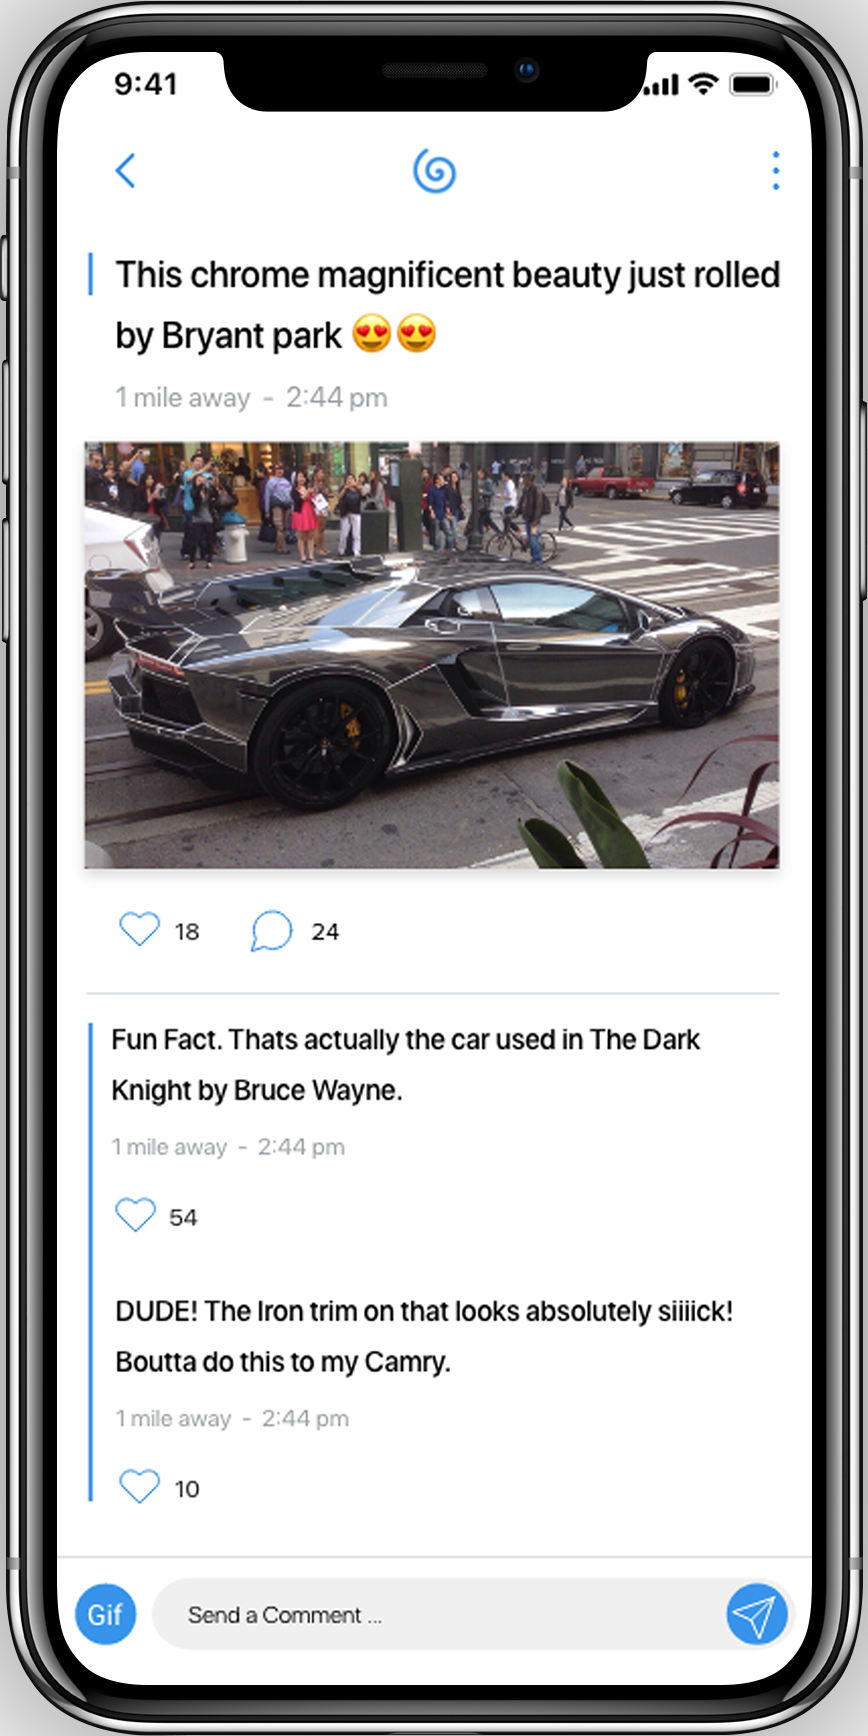 9:41
This chrome magnificent beauty just rolled
by Bryant park 😍😍
1 mile away - 2:44 pm
18 24
Fun Fact. Thats actually the car used in The Dark
Knight by Bruce Wayne.
1 mile away - 2:44 pm
54
DUDE! The Iron trim on that looks absolutely siiiick!
Boutta do this to my Camry.
1 mile away - 2:44 pm
10
Gif Send a Comment ...